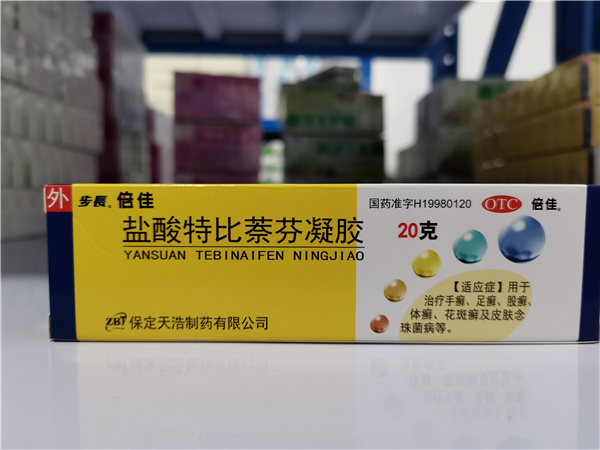 外
步長 倍佳
盐酸特比萘芬凝胶
YANSUAN TEBINAIFEN NINGJIAO
ZBT 保定天浩制药有限公司
国药准字H19980120 OTC 倍佳
20克
【适应症】用于
治疗手癣、足癣、股癣、
体癣、花斑癣及皮肤念
珠菌病等。